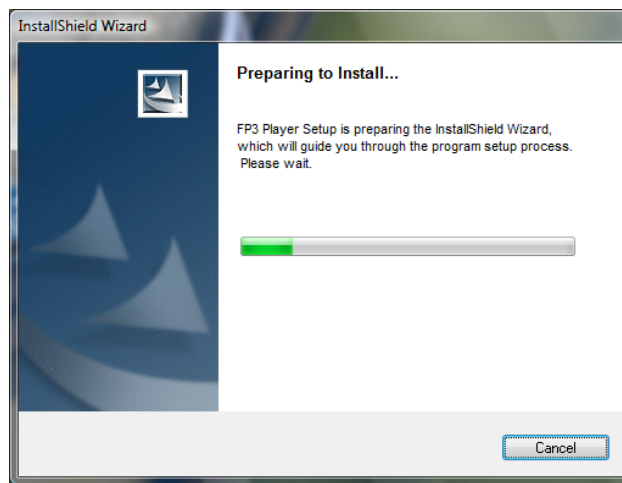 InstallShield Wizard
Preparing to Install...
FP3 Player Setup is preparing the InstallShield Wizard,
which will guide you through the program setup process.
Please wait.
Cancel